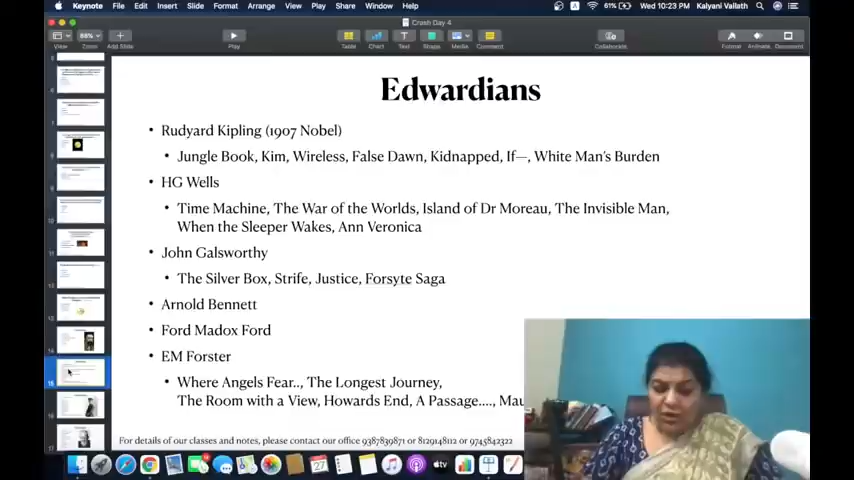 Keynote File Edit Insert Slide Format Arrange View Play Share Window Help 61% Wed 10:23 PM Kalyani Vallath
Crash Day 4
88%
View Zoom Add Slide Play Table Chart Text Shape Media Comment Collaborate Format Animate Document
Edwardians
• Rudyard Kipling (1907 Nobel)
• Jungle Book, Kim, Wireless, False Dawn, Kidnapped, If—, White Man's Burden
• HG Wells
• Time Machine, The War of the Worlds, Island of Dr Moreau, The Invisible Man,
When the Sleeper Wakes, Ann Veronica
• John Galsworthy
• The Silver Box, Strife, Justice, Forsyte Saga
• Arnold Bennett
• Ford Madox Ford
• EM Forster
• Where Angels Fear.., The Longest Journey,
The Room with a View, Howards End, A Passage...., Mau
For details of our classes and notes, please contact our office 9387839871 or 8129148112 or 9745842322
tv